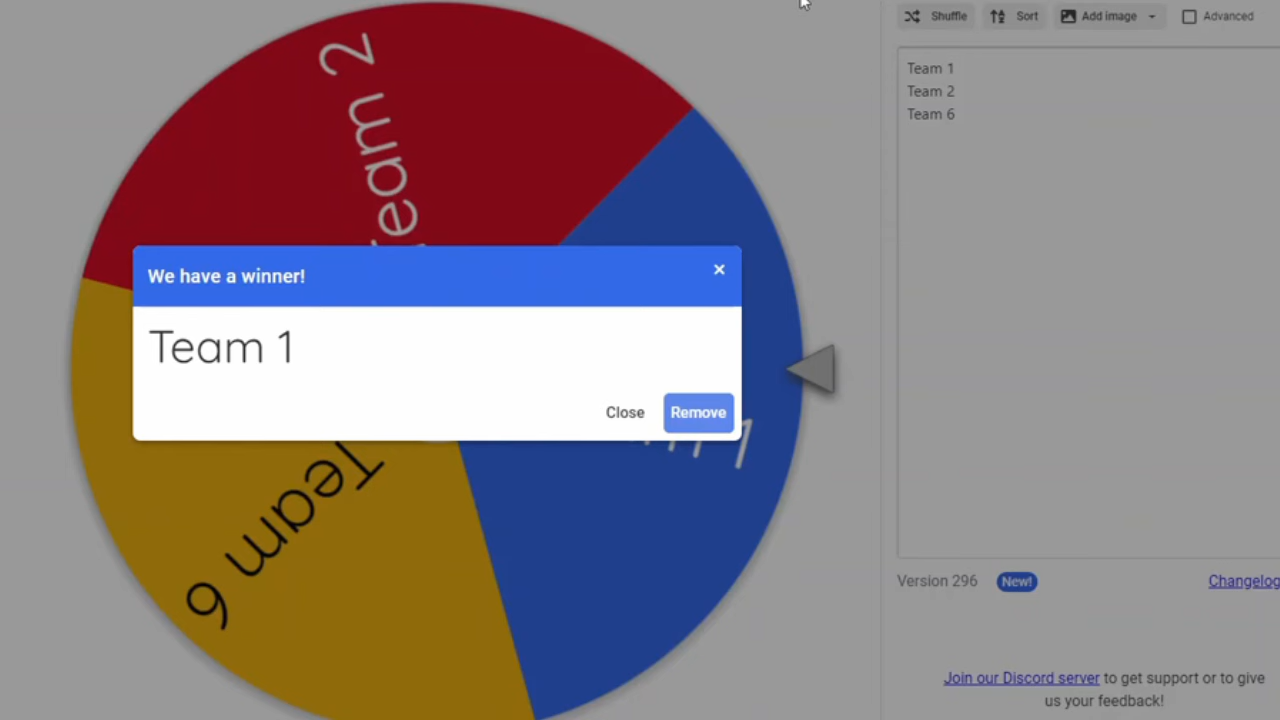 Shuffle
Sort
Add image
Advanced
Team 1
Team 2
Team 6
Team 2
We have a winner!
Team 1
Close
Remove
Team 6
Version 296
New!
Changelog
Join our Discord server to get support or to give
us your feedback!